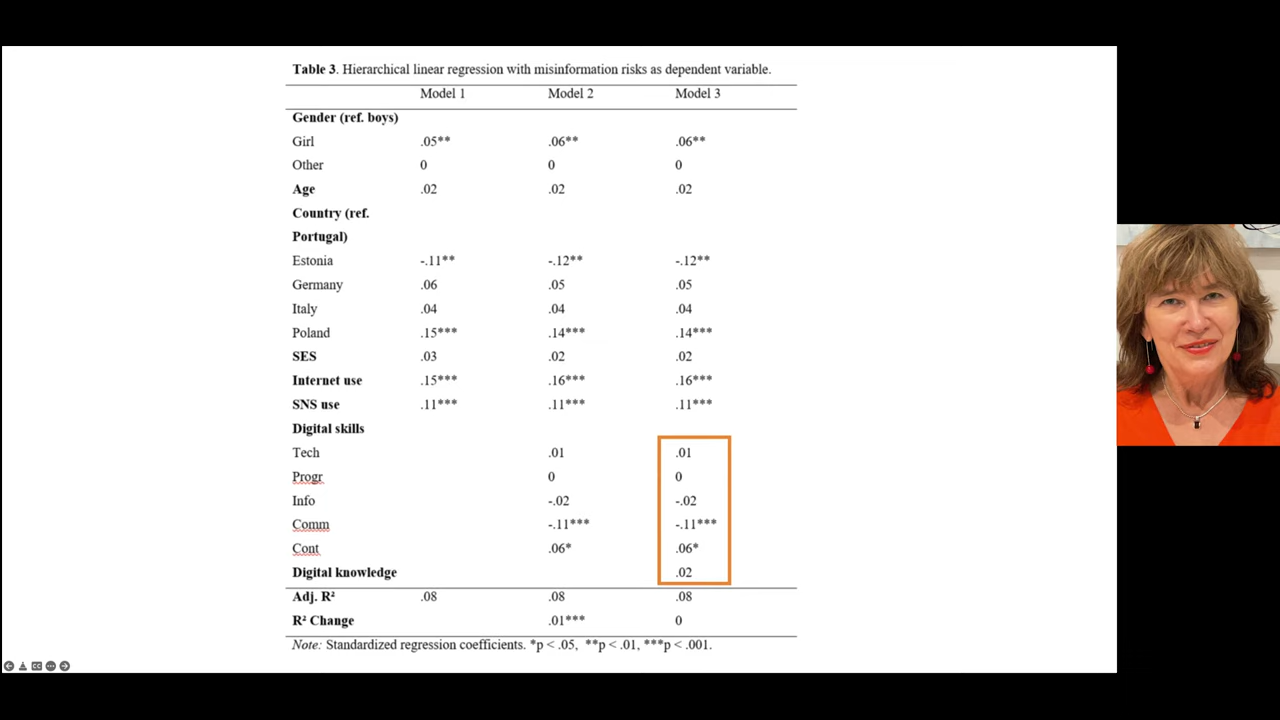 Table 3. Hierarchical linear regression with misinformation risks as dependent variable.
Model 1 Model 2 Model 3
Gender (ref. boys)
Girl .05** .06** .06**
Other 0 0 0
Age .02 .02 .02
Country (ref.
Portugal)
Estonia -.11** -.12** -.12**
Germany .06 .05 .05
Italy .04 .04 .04
Poland .15*** .14*** .14***
SES .03 .02 .02
Internet use .15*** .16*** .16***
SNS use .11*** .11*** .11***
Digital skills
Tech .01 .01
Progr 0 0
Info -.02 -.02
Comm -.11*** -.11***
Cont .06* .06*
Digital knowledge .02
Adj. R² .08 .08 .08
R² Change .01*** 0
Note: Standardized regression coefficients. *p < .05, **p < .01, ***p < .001.